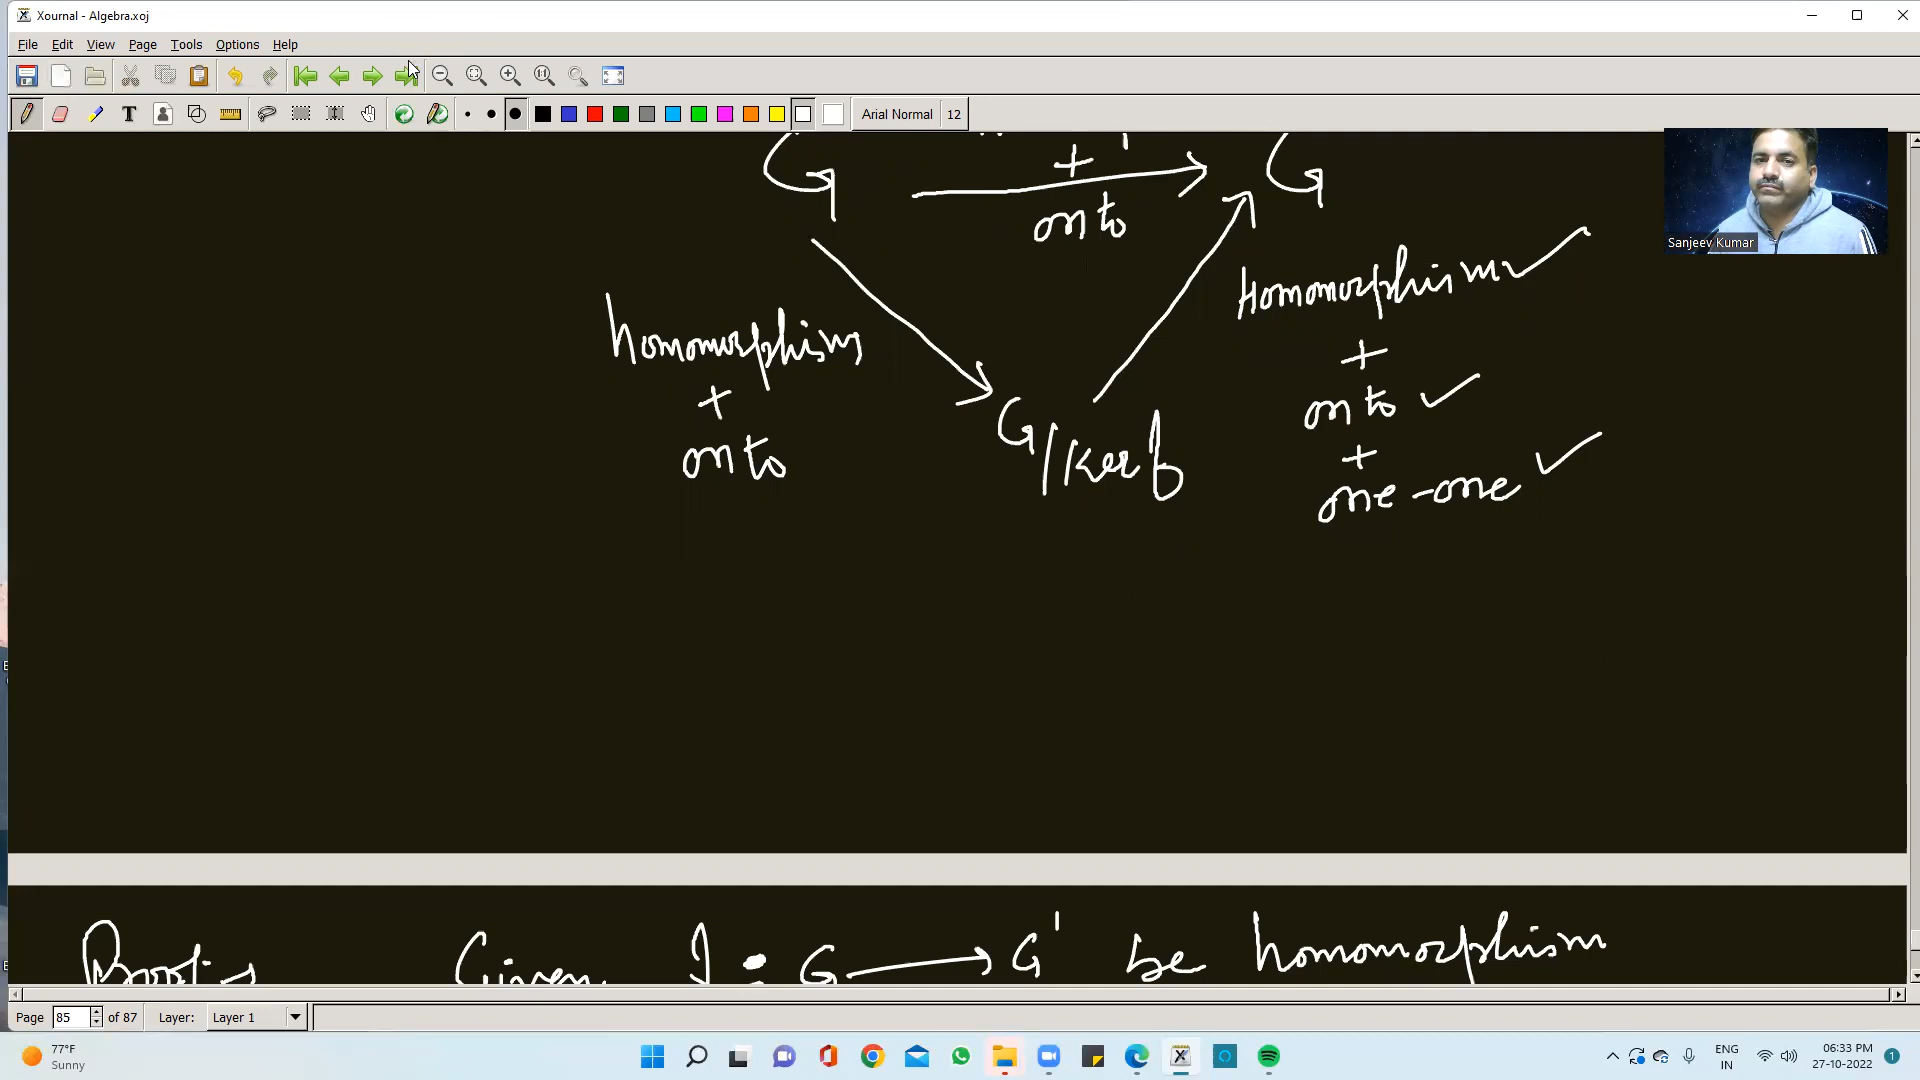 Xournal - Algebra.xoj
File Edit View Page Tools Options Help
Arial Normal 12
G + onto G
Sanjeev Kumar
homomorphism
+
onto
Homomorphism
+
onto
+
one-one
G/Ker f
Proof:- Given f : G → G' be homomorphism
Page 85 of 87 Layer: Layer 1
77°F
Sunny
ENG
IN
06:33 PM
27-10-2022
1